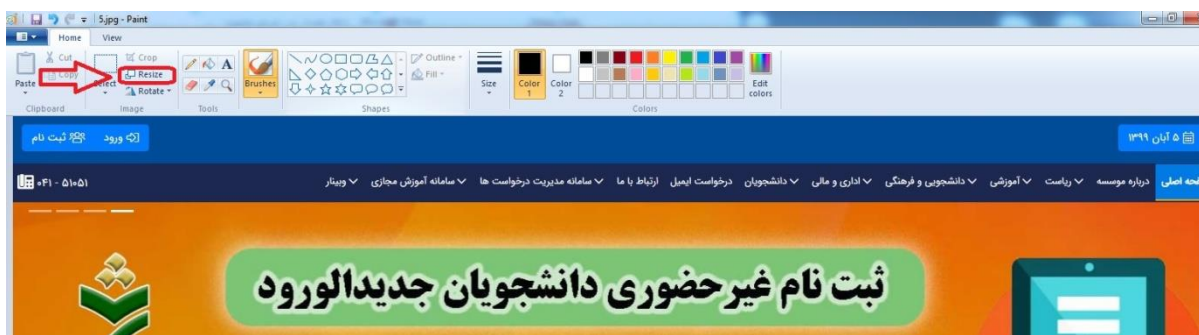 5.jpg - Paint
Home View
Paste
Cut
Copy
Select
Crop
Resize
Rotate
A
Brushes
Outline
Fill
Size
Color 1
Color 2
Edit colors
Clipboard Image Tools Shapes Colors
۵ آبان ۱۳۹۹ ورود ثبت نام
صفحه اصلی درباره موسسه ریاست آموزشی دانشجویی و فرهنگی اداری و مالی دانشجویان درخواست ایمیل ارتباط با ما سامانه مدیریت درخواست ها سامانه آموزش مجازی وبینار ۰۴۱ - ۵۱۰۵۱
ثبت نام غیرحضوری دانشجویان جدیدالورود